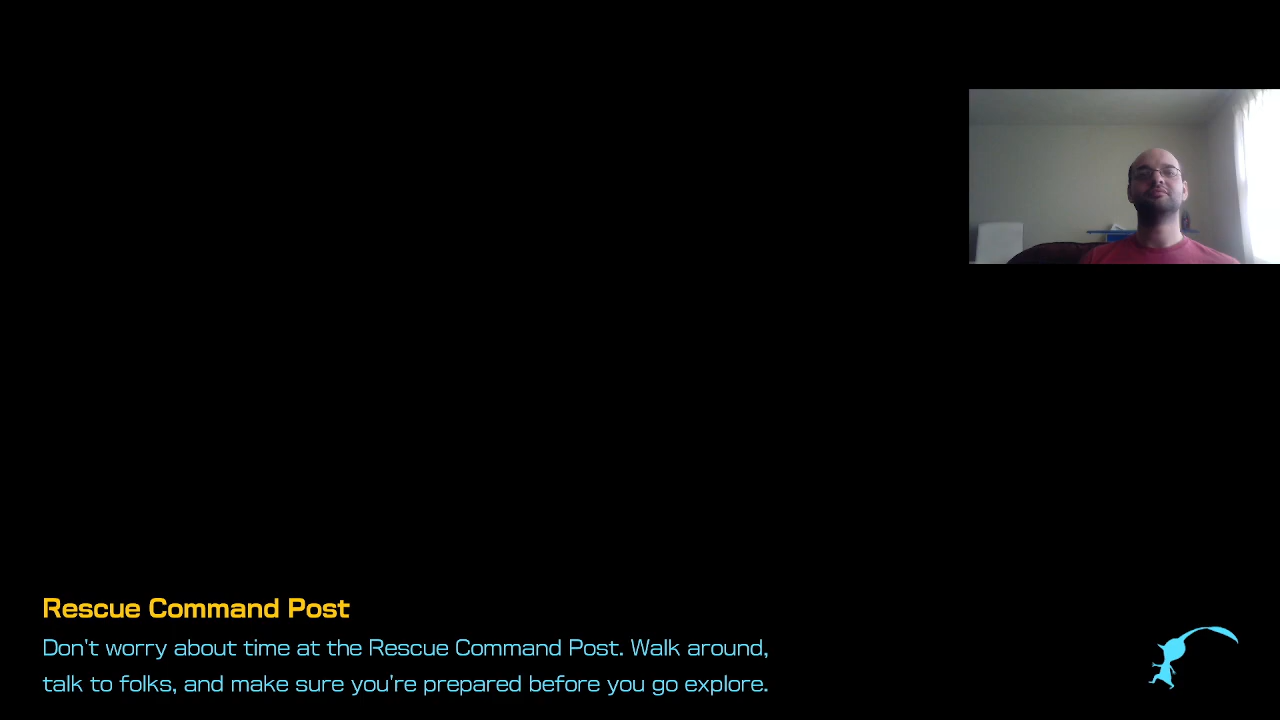 Rescue Command Post
Don't worry about time at the Rescue Command Post. Walk around,
talk to folks, and make sure you're prepared before you go explore.